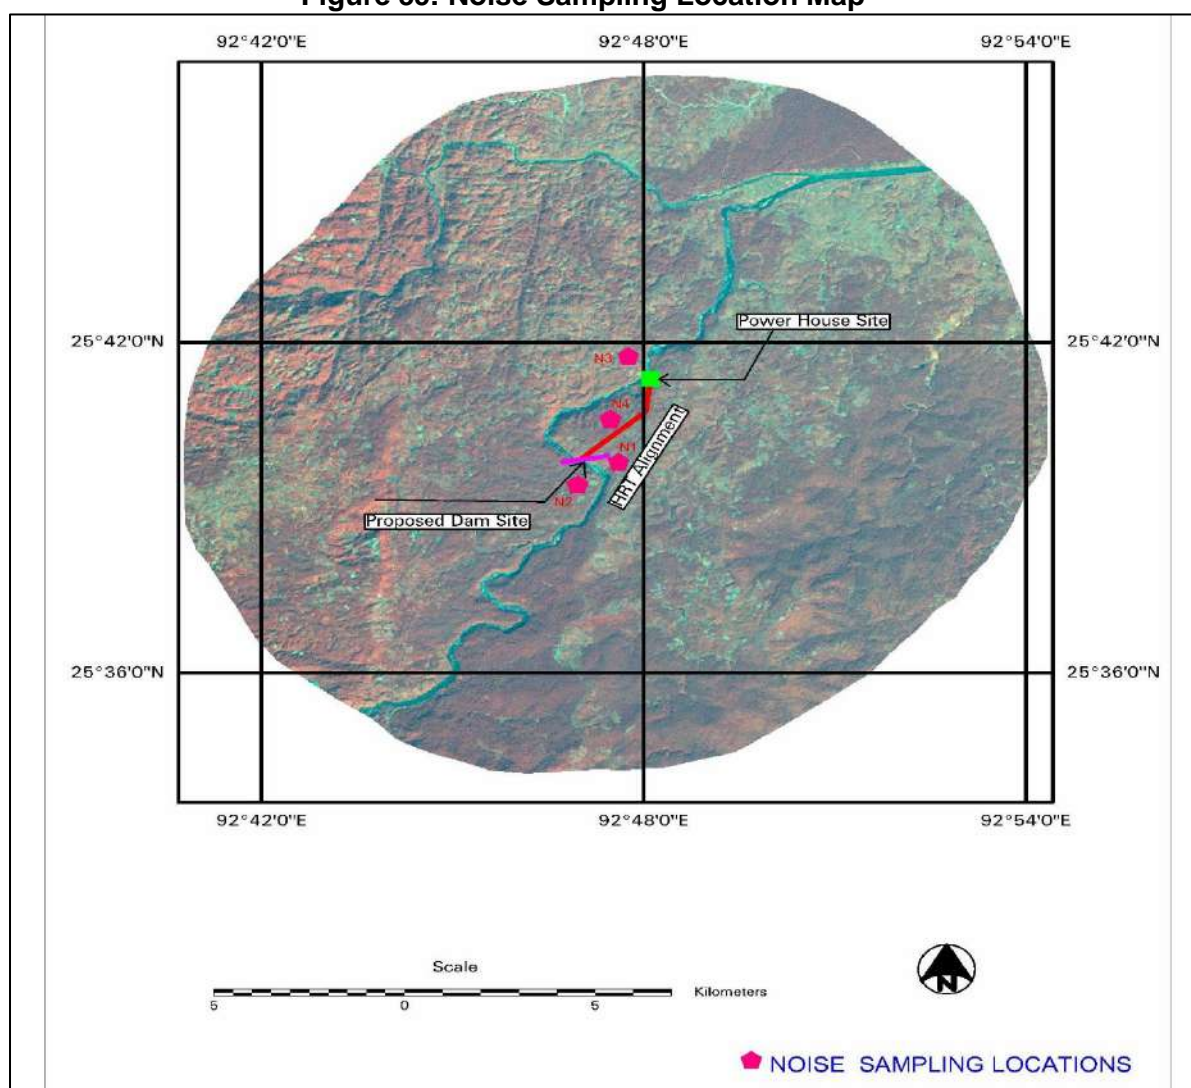 Figure 35: Noise Sampling Location Map
92°42'0"E 92°48'0"E 92°54'0"E
Power House Site
25°42'0"N 25°42'0"N
N3
N4
N1
HRT Alignment
N2
Proposed Dam Site
25°36'0"N 25°36'0"N
92°42'0"E 92°48'0"E 92°54'0"E
Scale
Kilometers
5 0 5
N
NOISE SAMPLING LOCATIONS